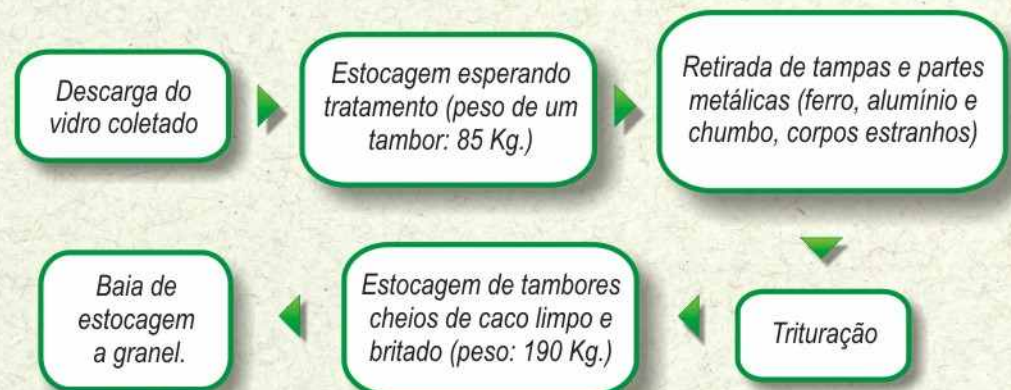 Descarga do
vidro coletado
Estocagem esperando
tratamento (peso de um
tambor: 85 Kg.)
Retirada de tampas e partes
metálicas (ferro, alumínio e
chumbo, corpos estranhos)
Trituração
Estocagem de tambores
cheios de caco limpo e
britado (peso: 190 Kg.)
Baia de
estocagem
a granel.